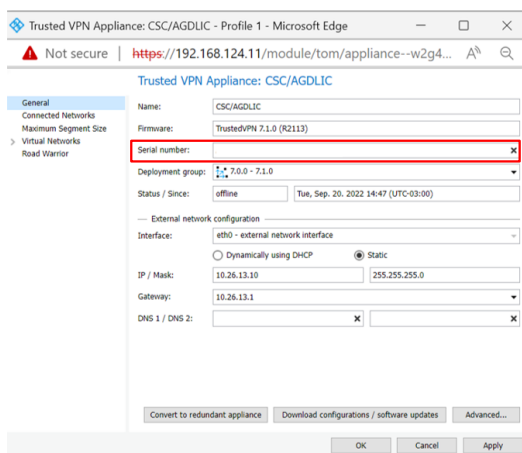 Trusted VPN Appliance: CSC/AGDLIC - Profile 1 - Microsoft Edge
Not secure | https://192.168.124.11/module/tom/appliance--w2g4...
Trusted VPN Appliance: CSC/AGDLIC
General
Connected Networks
Maximum Segment Size
Virtual Networks
Road Warrior
Name: CSC/AGDLIC
Firmware: TrustedVPN 7.1.0 (R2113)
Serial number:
Deployment group: 7.0.0 - 7.1.0
Status / Since: offline Tue, Sep. 20. 2022 14:47 (UTC-03:00)
External network configuration
Interface: eth0 - external network interface
Dynamically using DHCP Static
IP / Mask: 10.26.13.10 255.255.255.0
Gateway: 10.26.13.1
DNS 1 / DNS 2:
Convert to redundant appliance Download configurations / software updates Advanced...
OK Cancel Apply